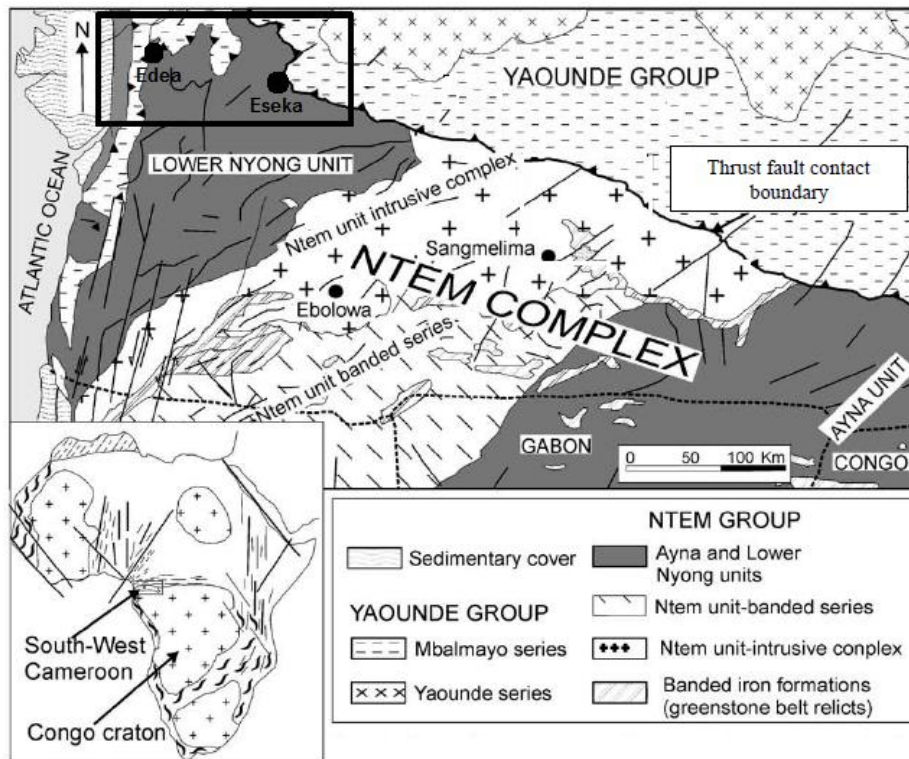 N
Edea
Eseka
YAOUNDE GROUP
LOWER NYONG UNIT
Thrust fault contact
boundary
ATLANTIC OCEAN
Ntem unit intrusive complex
Sangmelima
NTEM COMPLEX
Ebolowa
Ntem unit banded series
GABON
AYNA UNIT
CONGO
0 50 100 Km
South-West
Cameroon
Congo craton
Sedimentary cover
YAOUNDE GROUP
Mbalmayo series
Yaounde series
NTEM GROUP
Ayna and Lower
Nyong units
Ntem unit-banded series
Ntem unit-intrusive conplex
Banded iron formations
(greenstone belt relicts)